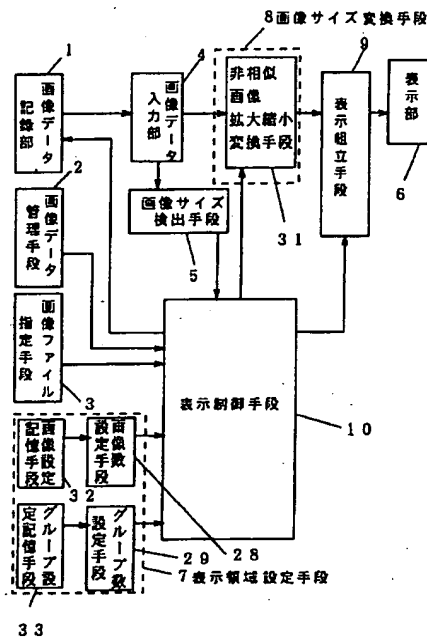 8画像サイズ変換手段
1
4
9
画像データ
記録部
画像データ
入力部
非相似
画像
拡大縮小
変換手段
表示組立手段
表示部
6
2
画像データ
管理手段
画像サイズ
検出手段
5
31
画像ファイル
指定手段
3
表示制御手段
10
画像設定
記憶手段
32
画像数
設定手段
28
グループ設
定記憶手段
グループ数
設定手段
29
7表示領域設定手段
33